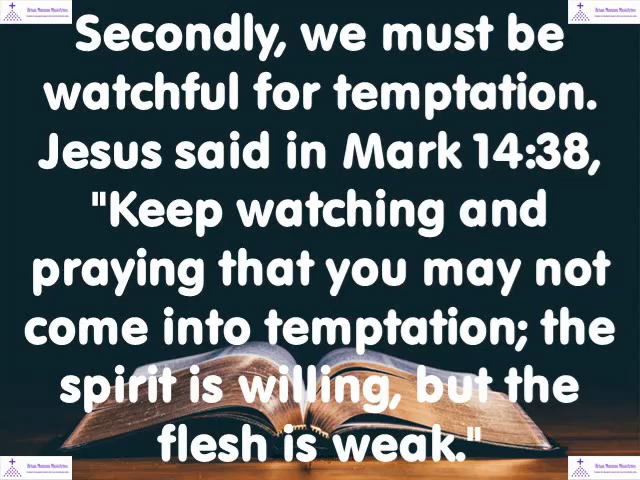 Secondly, we must be
watchful for temptation.
Jesus said in Mark 14:38,
"Keep watching and
praying that you may not
come into temptation; the
spirit is willing, but the
flesh is weak."